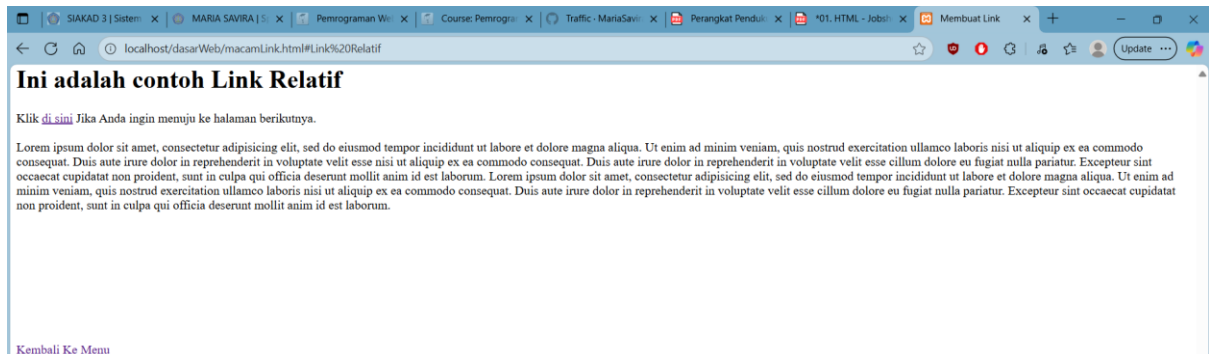 SIAKAD 3 | Sistem
MARIA SAVIRA | S
Pemrograman We
Course: Pemrogra
Traffic · MariaSavir
Perangkat Penduk
*01. HTML - Jobsh
Membuat Link
localhost/dasarWeb/macamLink.html#Link%20Relatif
Update
Ini adalah contoh Link Relatif
Klik di sini Jika Anda ingin menuju ke halaman berikutnya.
Lorem ipsum dolor sit amet, consectetur adipisicing elit, sed do eiusmod tempor incididunt ut labore et dolore magna aliqua. Ut enim ad minim veniam, quis nostrud exercitation ullamco laboris nisi ut aliquip ex ea commodo
consequat. Duis aute irure dolor in reprehenderit in voluptate velit esse nisi ut aliquip ex ea commodo consequat. Duis aute irure dolor in reprehenderit in voluptate velit esse cillum dolore eu fugiat nulla pariatur. Excepteur sint
occaecat cupidatat non proident, sunt in culpa qui officia deserunt mollit anim id est laborum. Lorem ipsum dolor sit amet, consectetur adipisicing elit, sed do eiusmod tempor incididunt ut labore et dolore magna aliqua. Ut enim ad
minim veniam, quis nostrud exercitation ullamco laboris nisi ut aliquip ex ea commodo consequat. Duis aute irure dolor in reprehenderit in voluptate velit esse cillum dolore eu fugiat nulla pariatur. Excepteur sint occaecat cupidatat
non proident, sunt in culpa qui officia deserunt mollit anim id est laborum.
Kembali Ke Menu